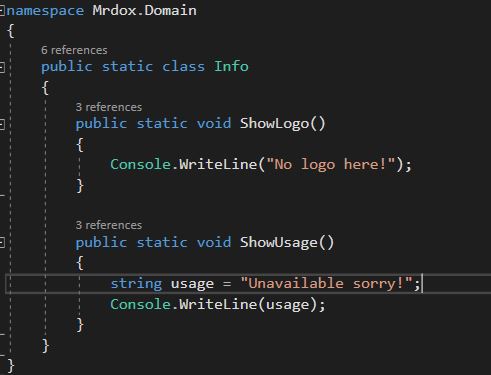 namespace Mrdox.Domain
{
6 references
public static class Info
{
3 references
public static void ShowLogo()
{
Console.WriteLine("No logo here!");
}
3 references
public static void ShowUsage()
{
string usage = "Unavailable sorry!";
Console.WriteLine(usage);
}
}
}